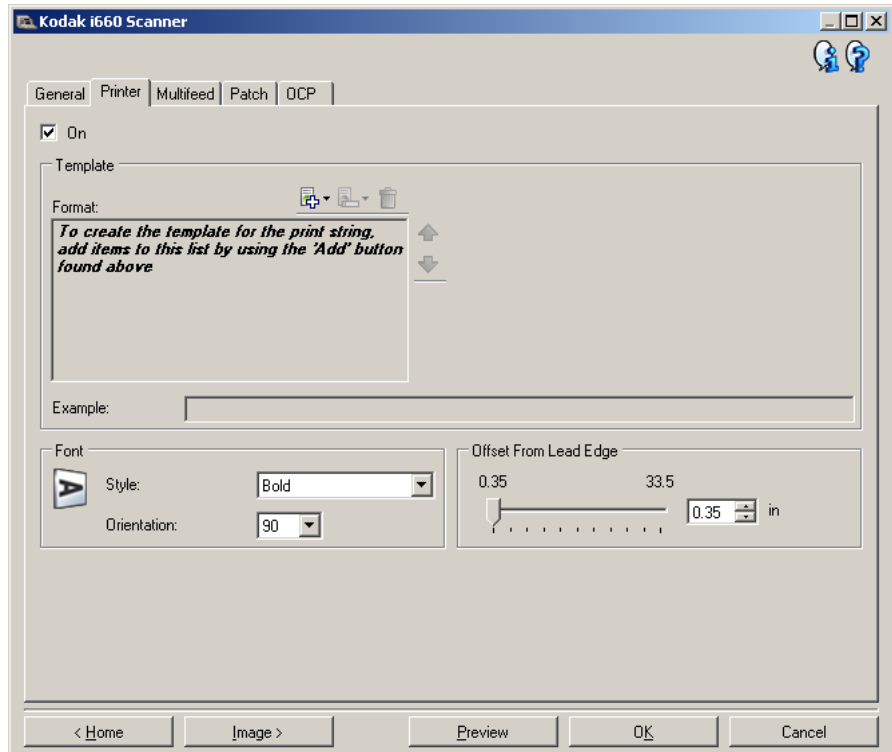 Kodak i660 Scanner
General Printer Multifeed Patch OCP
On
Template
Format:
To create the template for the print string,
add items to this list by using the 'Add' button
found above
Example:
Font
Style: Bold
Orientation: 90
Offset From Lead Edge
0.35 33.5
0.35 in
< Home Image > Preview OK Cancel